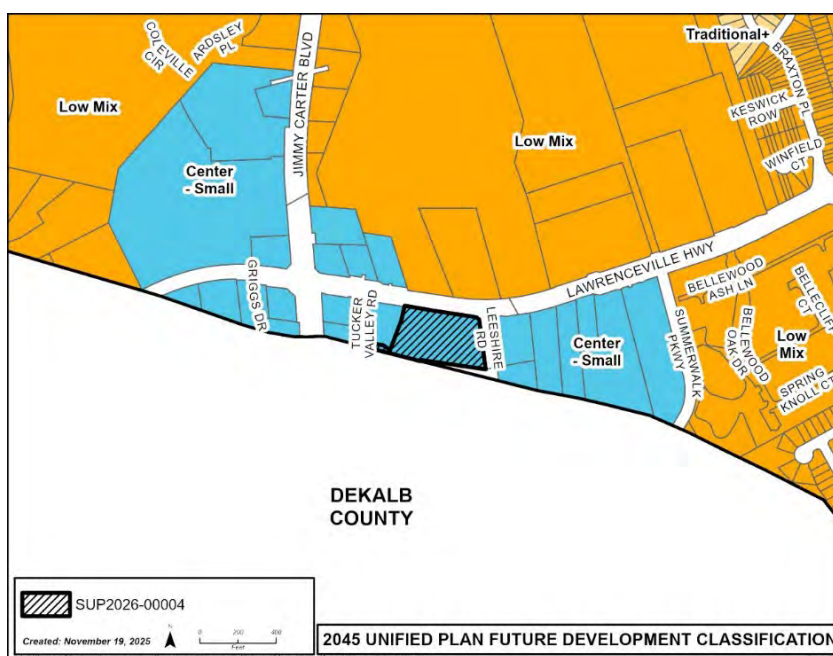 COLEVILLE
CIR
ARDSLEY
PL
JIMMY CARTER BLVD
Traditional+
BRAXTON PL
Low Mix
Low Mix
KESWICK
ROW
WINFIELD
CT
Center
- Small
GRIGGS DR
TUCKER
VALLEY RD
LEESHIRE
RD
LAWRENCEVILLE HWY
BELLEWOOD
ASH LN
BELLECLIFT
CT
BELLEWOOD
OAK DR
SUMMERWALK
PKWY
Center
- Small
Low
Mix
SPRING
KNOLL CT
DEKALB
COUNTY
SUP2026-00004
Created: November 19, 2025
N
0 200 400
Feet
2045 UNIFIED PLAN FUTURE DEVELOPMENT CLASSIFICATION